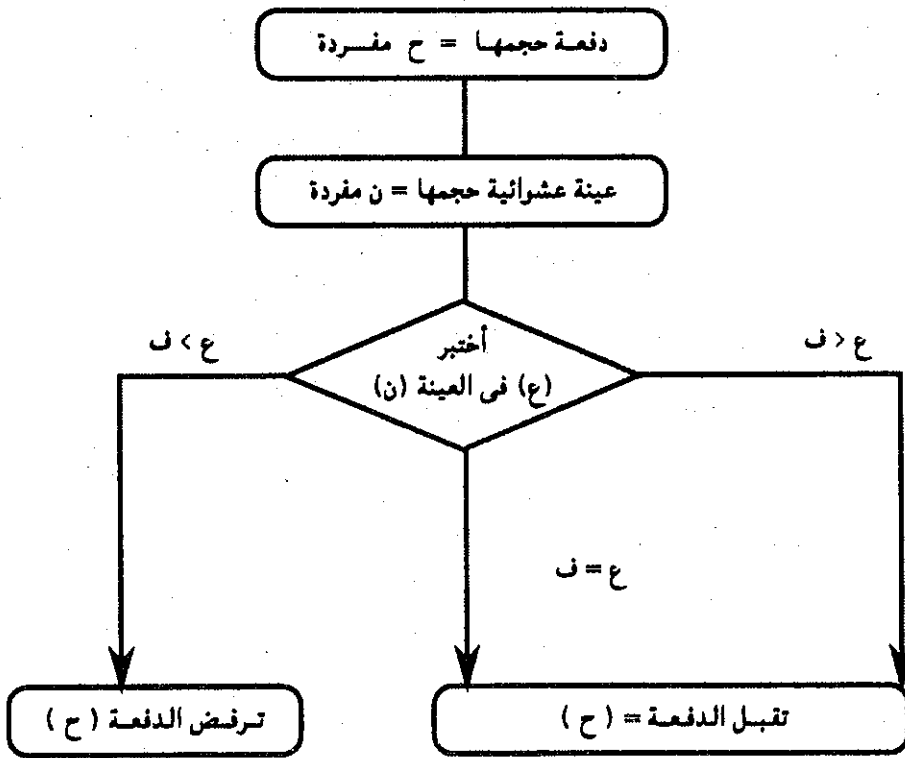 دفعة حجمها = ح مفردة
عينة عشوائية حجمها = ن مفردة
أختبر
(ع) فى العينة (ن)
ع < ف
ع > ف
ع = ف
تقبل الدفعة = ( ح )
ترفض الدفعة ( ح )